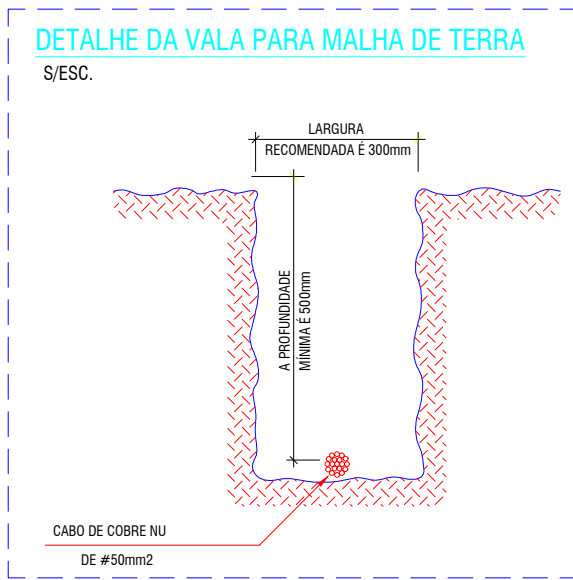 DETALHE DA VALA PARA MALHA DE TERRA
S/ESC.
LARGURA
RECOMENDADA É 300mm
A PROFUNDIDADE
MÍNIMA É 500mm
CABO DE COBRE NU
DE #50mm2